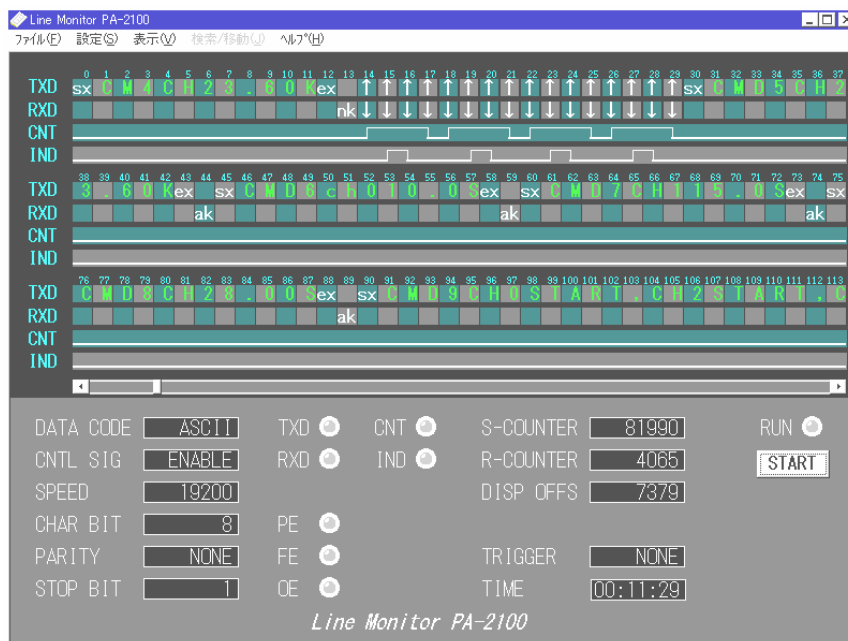 Line Monitor PA-2100
ファイル(F) 設定(S) 表示(V) 検索/移動(J) ヘルプ(H)
0 1 2 3 4 5 6 7 8 9 10 11 12 13 14 15 16 17 18 19 20 21 22 23 24 25 26 27 28 29 30 31 32 33 34 35 36 37
TXD sx C M 4 C H 2 3 . 6 0 K ex ↑ ↑ ↑ ↑ ↑ ↑ ↑ ↑ ↑ ↑ ↑ ↑ ↑ ↑ ↑ ↑ sx C M D 5 C H 2
RXD nk ↓ ↓ ↓ ↓ ↓ ↓ ↓ ↓ ↓ ↓ ↓ ↓ ↓ ↓ ↓ ↓
CNT
IND
38 39 40 41 42 43 44 45 46 47 48 49 50 51 52 53 54 55 56 57 58 59 60 61 62 63 64 65 66 67 68 69 70 71 72 73 74 75
TXD 3 . 6 0 K ex sx C M D 6 c h 0 1 0 . 0 S ex sx C M D 7 C H 1 1 5 . 0 S ex sx
RXD ak ak ak
CNT
IND
76 77 78 79 80 81 82 83 84 85 86 87 88 89 90 91 92 93 94 95 96 97 98 99 100 101 102 103 104 105 106 107 108 109 110 111 112 113
TXD C M D 8 C H 2 8 . 0 0 S ex sx C M D 9 C H 0 S T A R T , C H 2 S T A R T , C
RXD ak
CNT
IND
DATA CODE ASCII TXD CNT S-COUNTER 81990 RUN
CNTL SIG ENABLE RXD IND R-COUNTER 4065 START
SPEED 19200 DISP OFFS 7379
CHAR BIT 8 PE
PARITY NONE FE TRIGGER NONE
STOP BIT 1 OE TIME 00:11:29
Line Monitor PA-2100